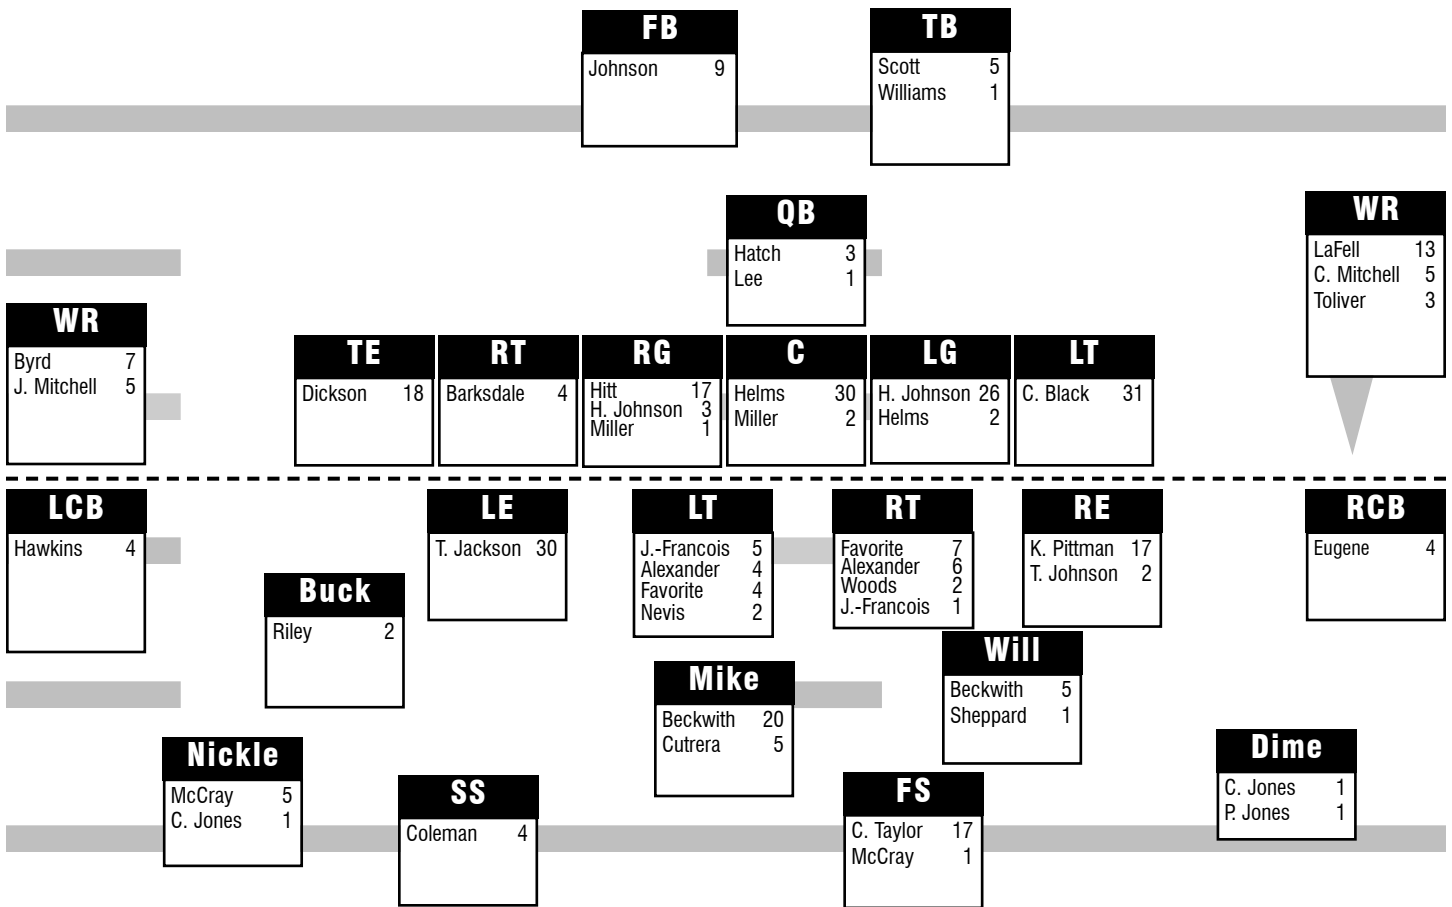 FB
Johnson 9
TB
Scott 5
Williams 1
QB
Hatch 3
Lee 1
WR
LaFell 13
C. Mitchell 5
Toliver 3
WR
Byrd 7
J. Mitchell 5
TE
Dickson 18
RT
Barksdale 4
RG
Hitt 17
H. Johnson 3
Miller 1
C
Helms 30
Miller 2
LG
H. Johnson 26
Helms 2
LT
C. Black 31
LCB
Hawkins 4
Buck
Riley 2
LE
T. Jackson 30
LT
J.-Francois 5
Alexander 4
Favorite 4
Nevis 2
RT
Favorite 7
Alexander 6
Woods 2
J.-Francois 1
RE
K. Pittman 17
T. Johnson 2
RCB
Eugene 4
Will
Beckwith 5
Sheppard 1
Mike
Beckwith 20
Cutrera 5
Nickle
McCray 5
C. Jones 1
SS
Coleman 4
FS
C. Taylor 17
McCray 1
Dime
C. Jones 1
P. Jones 1